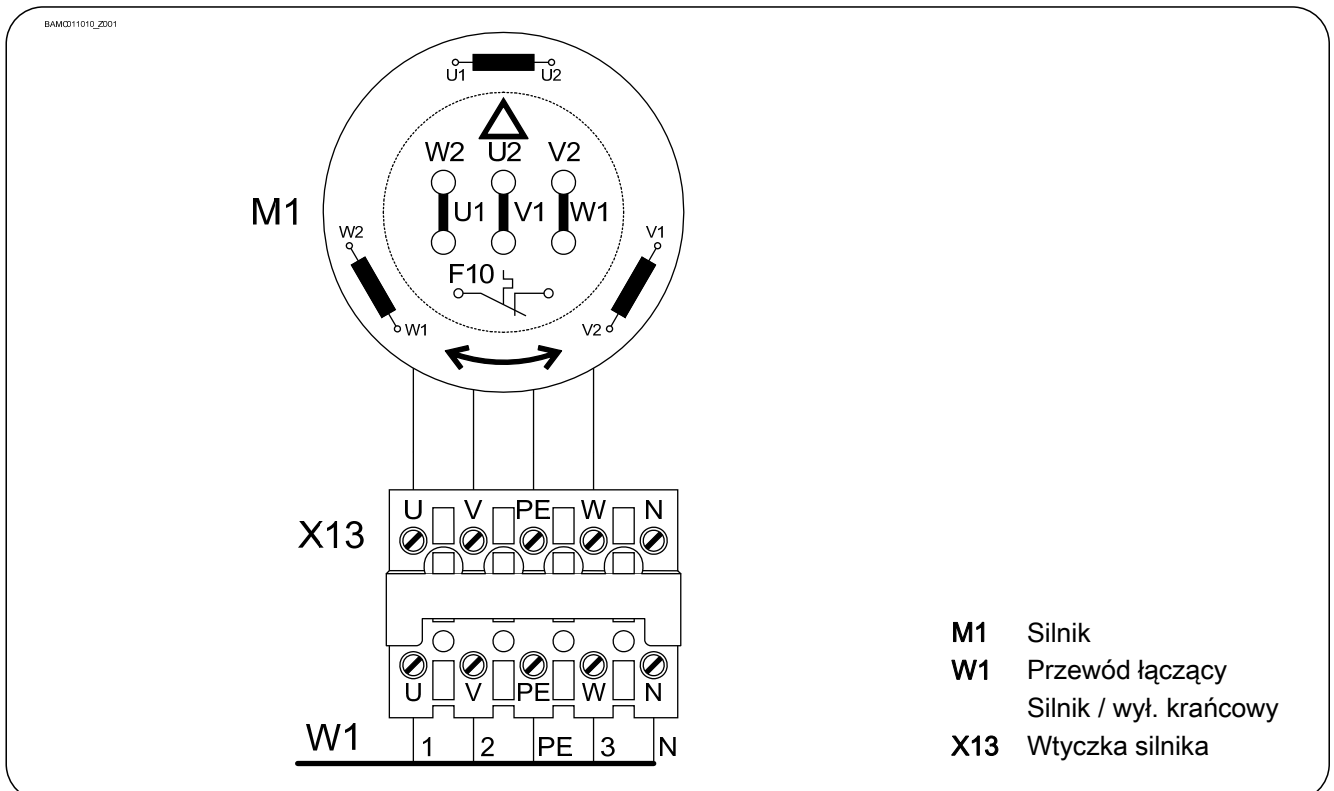 BAMC011010_Z001
U1 U2
W2 U2 V2
M1
U1 V1 W1
W2
V1
F10
W1
V2
U V PE W N
X13
U V PE W N
W1
1 2 PE 3 N
M1 Silnik
W1 Przewód łączący
Silnik / wył. krańcowy
X13 Wtyczka silnika